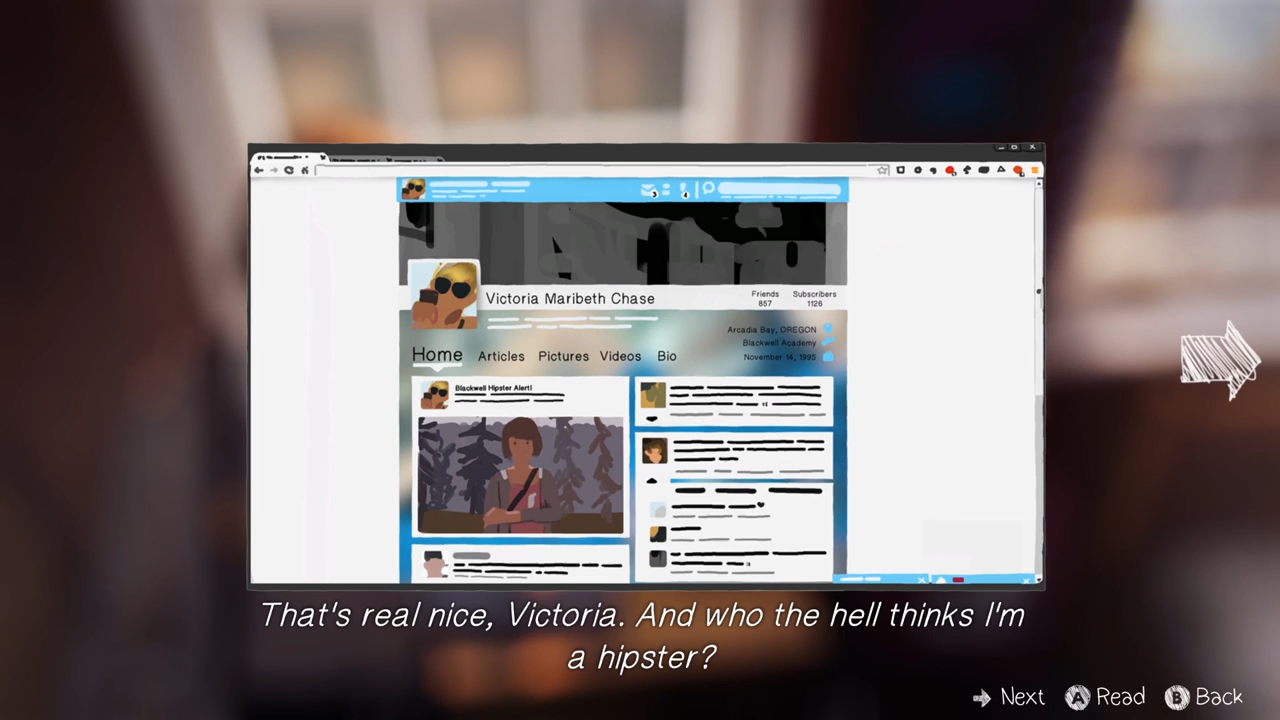 Victoria Maribeth Chase
Friends
857
Subscribers
1126
Arcadia Bay, OREGON
Blackwell Academy
November 14, 1995
Home Articles Pictures Videos Bio
Blackwell Hipster Alert!
That's real nice, Victoria. And who the hell thinks I'm
a hipster?
Next A Read B Back